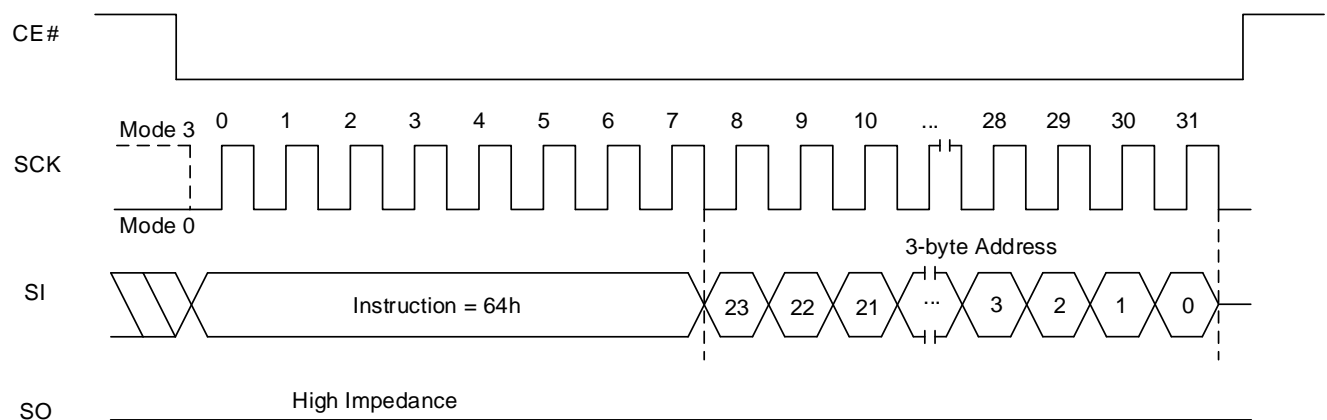 CE#
Mode 3 0 1 2 3 4 5 6 7 8 9 10 ... 28 29 30 31
SCK
Mode 0
3-byte Address
SI Instruction = 64h 23 22 21 ... 3 2 1 0
High Impedance
SO